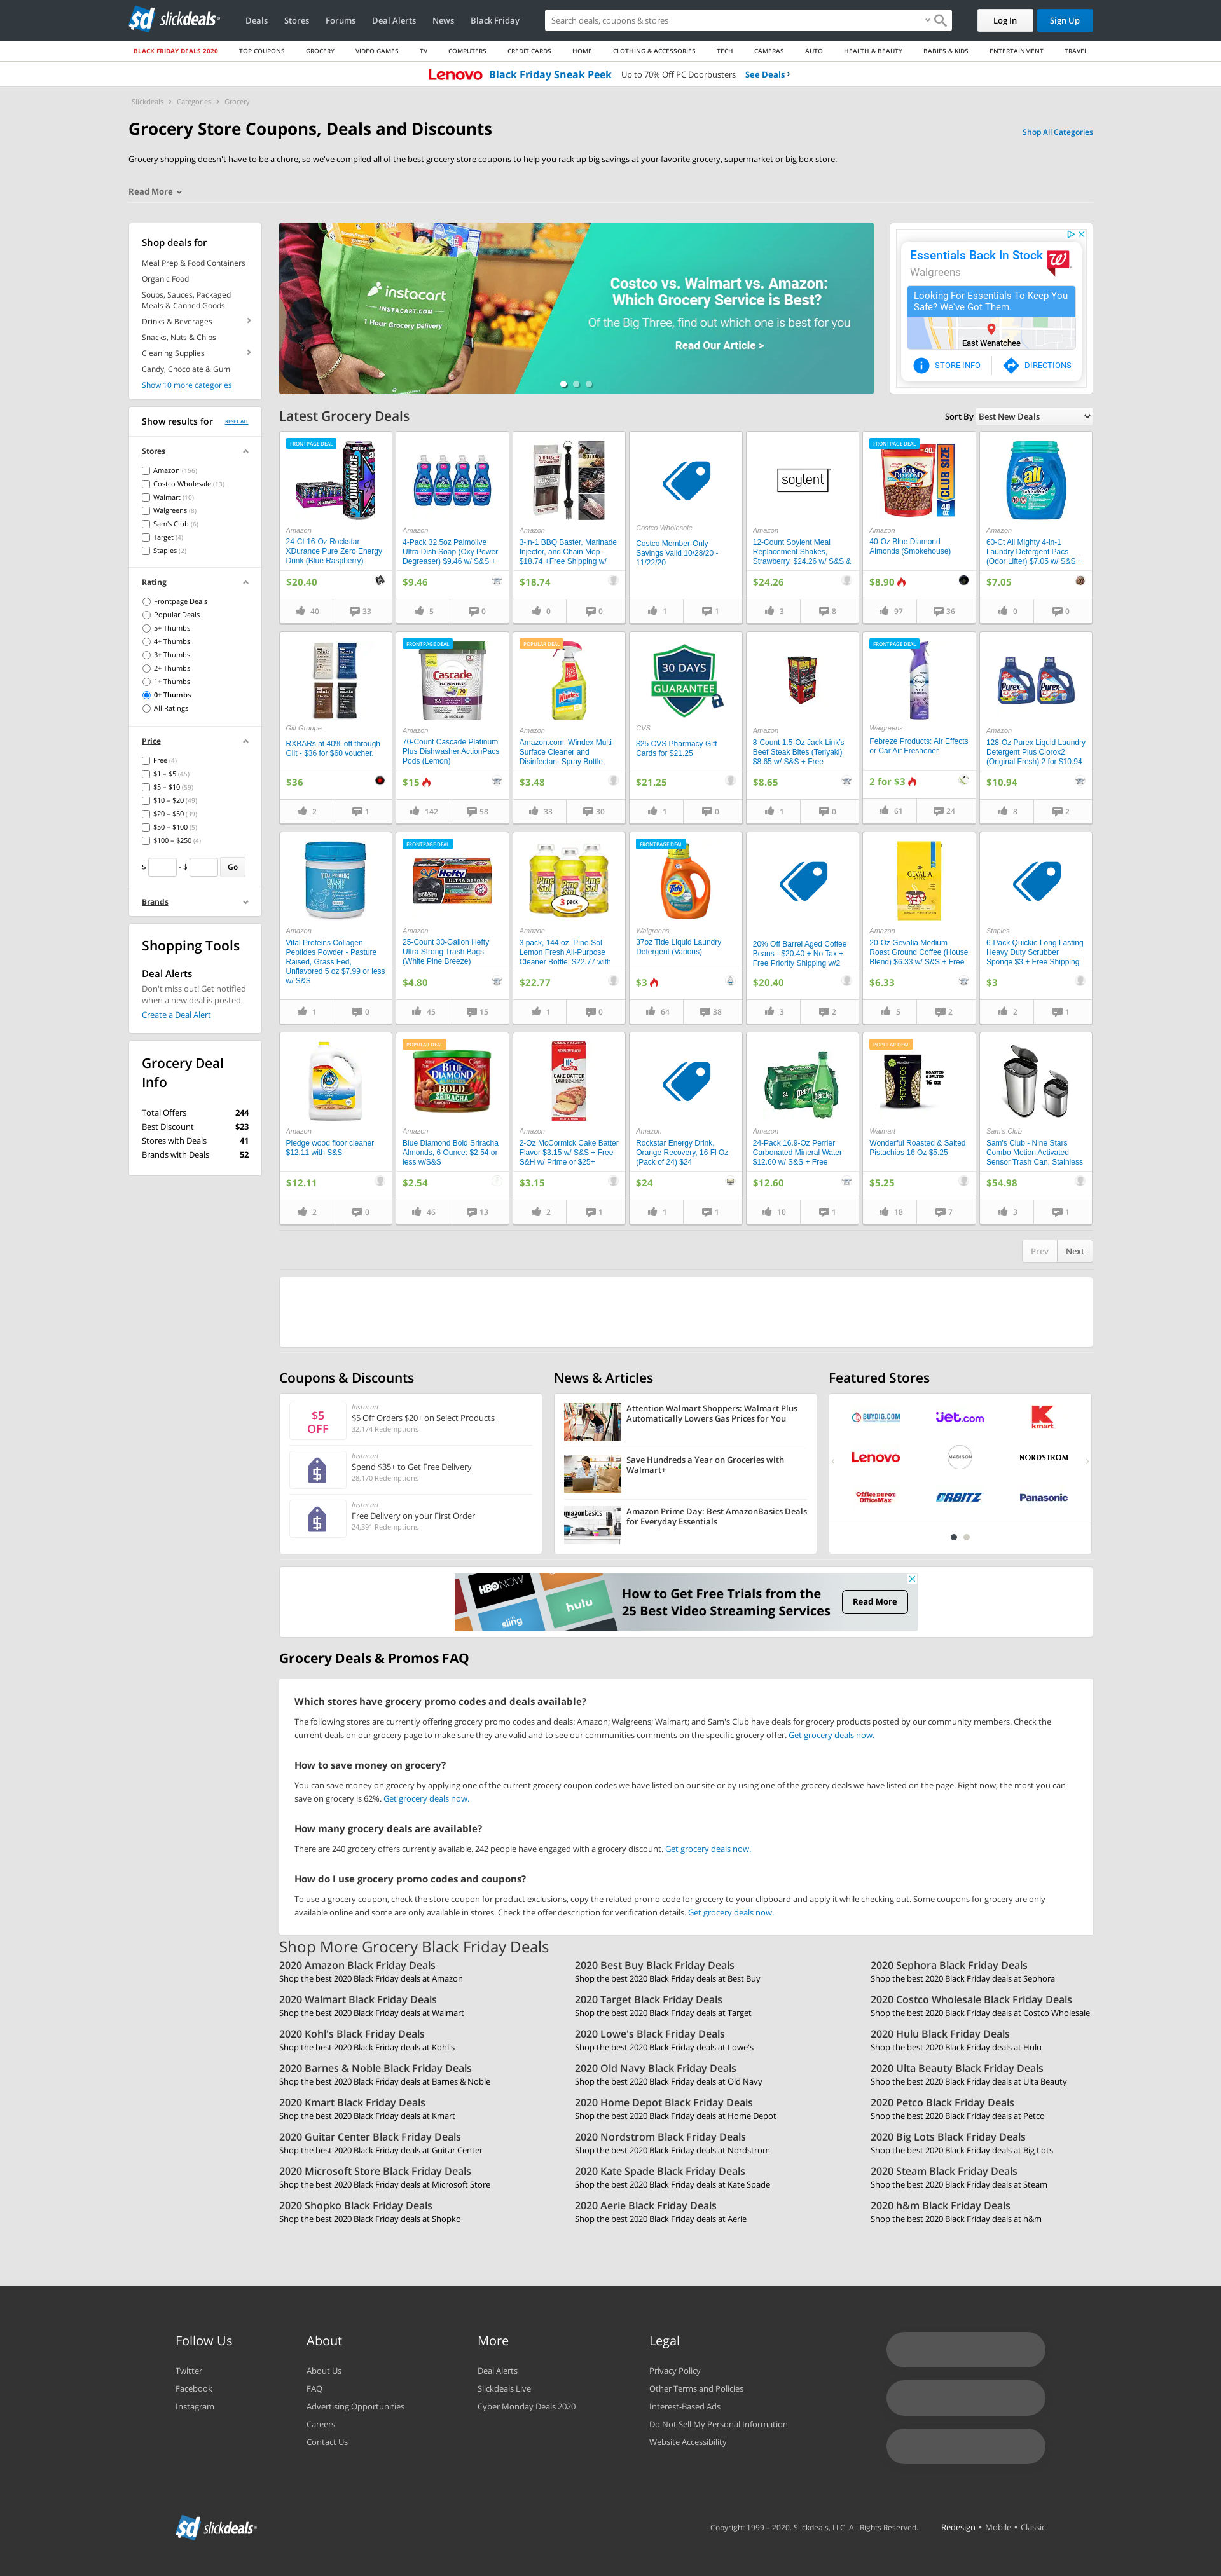 slickdeals
Deals
Stores
Forums
Deal Alerts
News
Black Friday
Search deals, coupons & stores
Log In
Sign Up
BLACK FRIDAY DEALS 2020
TOP COUPONS
GROCERY
VIDEO GAMES
TV
COMPUTERS
CREDIT CARDS
HOME
CLOTHING & ACCESSORIES
TECH
CAMERAS
AUTO
HEALTH & BEAUTY
BABIES & KIDS
ENTERTAINMENT
TRAVEL
Lenovo Black Friday Sneak Peek Up to 70% Off PC Doorbusters See Deals ›
Slickdeals › Categories › Grocery
Grocery Store Coupons, Deals and Discounts
Shop All Categories
Grocery shopping doesn't have to be a chore, so we've compiled all of the best grocery store coupons to help you rack up big savings at your favorite grocery, supermarket or big box store.
Read More
Shop deals for
Meal Prep & Food Containers
Organic Food
Soups, Sauces, Packaged
Meals & Canned Goods
Drinks & Beverages
Snacks, Nuts & Chips
Cleaning Supplies
Candy, Chocolate & Gum
Show 10 more categories
Show results for
RESET ALL
Stores
Amazon (156)
Costco Wholesale (13)
Walmart (10)
Walgreens (8)
Sam's Club (6)
Target (4)
Staples (2)
Rating
Frontpage Deals
Popular Deals
5+ Thumbs
4+ Thumbs
3+ Thumbs
2+ Thumbs
1+ Thumbs
0+ Thumbs
All Ratings
Price
Free (4)
$1 – $5 (45)
$5 – $10 (59)
$10 – $20 (49)
$20 – $50 (39)
$50 – $100 (5)
$100 – $250 (4)
$ - $ Go
Brands
Shopping Tools
Deal Alerts
Don't miss out! Get notified
when a new deal is posted.
Create a Deal Alert
Grocery Deal
Info
Total Offers 244
Best Discount $23
Stores with Deals 41
Brands with Deals 52
instacart
INSTACART.COM
1 Hour Grocery Delivery
Costco vs. Walmart vs. Amazon:
Which Grocery Service is Best?
Of the Big Three, find out which one is best for you
Read Our Article >
Essentials Back In Stock
Walgreens
Looking For Essentials To Keep You
Safe? We've Got Them.
East Wenatchee
STORE INFO
DIRECTIONS
Latest Grocery Deals
Sort By Best New Deals
FRONTPAGE DEAL
Amazon
24-Ct 16-Oz Rockstar
XDurance Pure Zero Energy
Drink (Blue Raspberry)
$20.40
40
33
Amazon
4-Pack 32.5oz Palmolive
Ultra Dish Soap (Oxy Power
Degreaser) $9.46 w/ S&S +
$9.46
5
0
Amazon
3-in-1 BBQ Baster, Marinade
Injector, and Chain Mop -
$18.74 +Free Shipping w/
$18.74
0
0
Costco Wholesale
Costco Member-Only
Savings Valid 10/28/20 -
11/22/20
1
1
soylent
Amazon
12-Count Soylent Meal
Replacement Shakes,
Strawberry, $24.26 w/ S&S &
$24.26
3
8
FRONTPAGE DEAL
BLUE DIAMOND
CLUB SIZE
40 OZ
Amazon
40-Oz Blue Diamond
Almonds (Smokehouse)
$8.90
97
36
all
Amazon
60-Ct All Mighty 4-in-1
Laundry Detergent Pacs
(Odor Lifter) $7.05 w/ S&S +
$7.05
0
0
Gilt Groupe
RXBARs at 40% off through
Gilt - $36 for $60 voucher.
$36
2
1
FRONTPAGE DEAL
Cascade
Amazon
70-Count Cascade Platinum
Plus Dishwasher ActionPacs
Pods (Lemon)
$15
142
58
POPULAR DEAL
Windex
Amazon
Amazon.com: Windex Multi-
Surface Cleaner and
Disinfectant Spray Bottle,
$3.48
33
30
30 DAYS
GUARANTEE
CVS
$25 CVS Pharmacy Gift
Cards for $21.25
$21.25
1
0
Amazon
8-Count 1.5-Oz Jack Link's
Beef Steak Bites (Teriyaki)
$8.65 w/ S&S + Free
$8.65
1
0
FRONTPAGE DEAL
Walgreens
Febreze Products: Air Effects
or Car Air Freshener
2 for $3
61
24
Purex
Purex
Amazon
128-Oz Purex Liquid Laundry
Detergent Plus Clorox2
(Original Fresh) 2 for $10.94
$10.94
8
2
VITAL PROTEINS
COLLAGEN
PEPTIDES
Amazon
Vital Proteins Collagen
Peptides Powder - Pasture
Raised, Grass Fed,
Unflavored 5 oz $7.99 or less
w/ S&S
1
0
FRONTPAGE DEAL
Hefty
ULTRA STRONG
Amazon
25-Count 30-Gallon Hefty
Ultra Strong Trash Bags
(White Pine Breeze)
$4.80
45
15
Pine Sol
3 pack
Amazon
3 pack, 144 oz, Pine-Sol
Lemon Fresh All-Purpose
Cleaner Bottle, $22.77 with
$22.77
1
0
FRONTPAGE DEAL
Tide
Walgreens
37oz Tide Liquid Laundry
Detergent (Various)
$3
64
38
20% Off Barrel Aged Coffee
Beans - $20.40 + No Tax +
Free Priority Shipping w/2
$20.40
3
2
GEVALIA
Amazon
20-Oz Gevalia Medium
Roast Ground Coffee (House
Blend) $6.33 w/ S&S + Free
$6.33
5
2
Staples
6-Pack Quickie Long Lasting
Heavy Duty Scrubber
Sponge $3 + Free Shipping
$3
2
1
Pledge
Amazon
Pledge wood floor cleaner
$12.11 with S&S
$12.11
2
0
POPULAR DEAL
BLUE DIAMOND
BOLD
SRIRACHA
Amazon
Blue Diamond Bold Sriracha
Almonds, 6 Ounce: $2.54 or
less w/S&S
$2.54
46
13
CAKE BATTER
Amazon
2-Oz McCormick Cake Batter
Flavor $3.15 w/ S&S + Free
S&H w/ Prime or $25+
$3.15
2
1
Amazon
Rockstar Energy Drink,
Orange Recovery, 16 Fl Oz
(Pack of 24) $24
$24
1
1
perrier
Amazon
24-Pack 16.9-Oz Perrier
Carbonated Mineral Water
$12.60 w/ S&S + Free
$12.60
10
1
POPULAR DEAL
PISTACHIOS
ROASTED & SALTED
16 oz
Walmart
Wonderful Roasted & Salted
Pistachios 16 Oz $5.25
$5.25
18
7
Sam's Club
Sam's Club - Nine Stars
Combo Motion Activated
Sensor Trash Can, Stainless
$54.98
3
1
Prev
Next
Coupons & Discounts
$5
OFF
Instacart
$5 Off Orders $20+ on Select Products
32,174 Redemptions
Instacart
Spend $35+ to Get Free Delivery
28,170 Redemptions
Instacart
Free Delivery on your First Order
24,391 Redemptions
News & Articles
Attention Walmart Shoppers: Walmart Plus
Automatically Lowers Gas Prices for You
Save Hundreds a Year on Groceries with
Walmart+
amazonbasics
Amazon Prime Day: Best AmazonBasics Deals
for Everyday Essentials
Featured Stores
BUYDIG.COM
jet.com
kmart
Lenovo
MADISON
NORDSTROM
Office DEPOT
OfficeMax
ORBITZ
Panasonic
HBO NOW
hulu
sling
How to Get Free Trials from the
25 Best Video Streaming Services
Read More
Grocery Deals & Promos FAQ
Which stores have grocery promo codes and deals available?
The following stores are currently offering grocery promo codes and deals: Amazon; Walgreens; Walmart; and Sam's Club have deals for grocery products posted by our community members. Check the
current deals on our grocery page to make sure they are valid and to see our communities comments on the specific grocery offer. Get grocery deals now.
How to save money on grocery?
You can save money on grocery by applying one of the current grocery coupon codes we have listed on our site or by using one of the grocery deals we have listed on the page. Right now, the most you can
save on grocery is 62%. Get grocery deals now.
How many grocery deals are available?
There are 240 grocery offers currently available. 242 people have engaged with a grocery discount. Get grocery deals now.
How do I use grocery promo codes and coupons?
To use a grocery coupon, check the store coupon for product exclusions, copy the related promo code for grocery to your clipboard and apply it while checking out. Some coupons for grocery are only
available online and some are only available in stores. Check the offer description for verification details. Get grocery deals now.
Shop More Grocery Black Friday Deals
2020 Amazon Black Friday Deals
Shop the best 2020 Black Friday deals at Amazon
2020 Best Buy Black Friday Deals
Shop the best 2020 Black Friday deals at Best Buy
2020 Sephora Black Friday Deals
Shop the best 2020 Black Friday deals at Sephora
2020 Walmart Black Friday Deals
Shop the best 2020 Black Friday deals at Walmart
2020 Target Black Friday Deals
Shop the best 2020 Black Friday deals at Target
2020 Costco Wholesale Black Friday Deals
Shop the best 2020 Black Friday deals at Costco Wholesale
2020 Kohl's Black Friday Deals
Shop the best 2020 Black Friday deals at Kohl's
2020 Lowe's Black Friday Deals
Shop the best 2020 Black Friday deals at Lowe's
2020 Hulu Black Friday Deals
Shop the best 2020 Black Friday deals at Hulu
2020 Barnes & Noble Black Friday Deals
Shop the best 2020 Black Friday deals at Barnes & Noble
2020 Old Navy Black Friday Deals
Shop the best 2020 Black Friday deals at Old Navy
2020 Ulta Beauty Black Friday Deals
Shop the best 2020 Black Friday deals at Ulta Beauty
2020 Kmart Black Friday Deals
Shop the best 2020 Black Friday deals at Kmart
2020 Home Depot Black Friday Deals
Shop the best 2020 Black Friday deals at Home Depot
2020 Petco Black Friday Deals
Shop the best 2020 Black Friday deals at Petco
2020 Guitar Center Black Friday Deals
Shop the best 2020 Black Friday deals at Guitar Center
2020 Nordstrom Black Friday Deals
Shop the best 2020 Black Friday deals at Nordstrom
2020 Big Lots Black Friday Deals
Shop the best 2020 Black Friday deals at Big Lots
2020 Microsoft Store Black Friday Deals
Shop the best 2020 Black Friday deals at Microsoft Store
2020 Kate Spade Black Friday Deals
Shop the best 2020 Black Friday deals at Kate Spade
2020 Steam Black Friday Deals
Shop the best 2020 Black Friday deals at Steam
2020 Shopko Black Friday Deals
Shop the best 2020 Black Friday deals at Shopko
2020 Aerie Black Friday Deals
Shop the best 2020 Black Friday deals at Aerie
2020 h&m Black Friday Deals
Shop the best 2020 Black Friday deals at h&m
Follow Us
Twitter
Facebook
Instagram
About
About Us
FAQ
Advertising Opportunities
Careers
Contact Us
More
Deal Alerts
Slickdeals Live
Cyber Monday Deals 2020
Legal
Privacy Policy
Other Terms and Policies
Interest-Based Ads
Do Not Sell My Personal Information
Website Accessibility
slickdeals
Copyright 1999 – 2020. Slickdeals, LLC. All Rights Reserved.
Redesign • Mobile • Classic